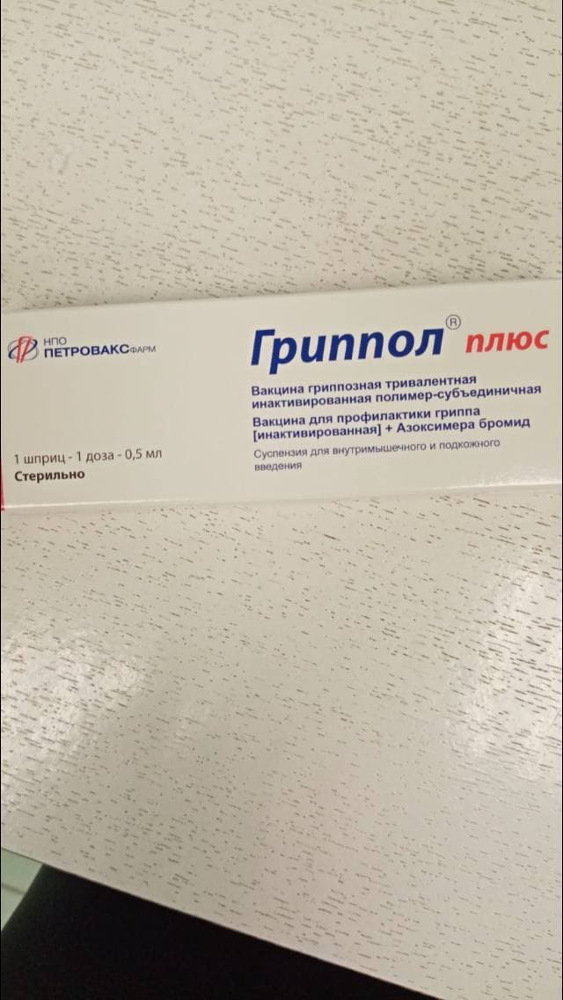 НПО
ПЕТРОВАКСФАРМ
1 шприц - 1 доза - 0,5 мл
Стерильно
Гриппол® плюс
Вакцина гриппозная тривалентная
инактивированная полимер-субъединичная
Вакцина для профилактики гриппа
[инактивированная] + Азоксимера бромид
Суспензия для внутримышечного и подкожного
введения